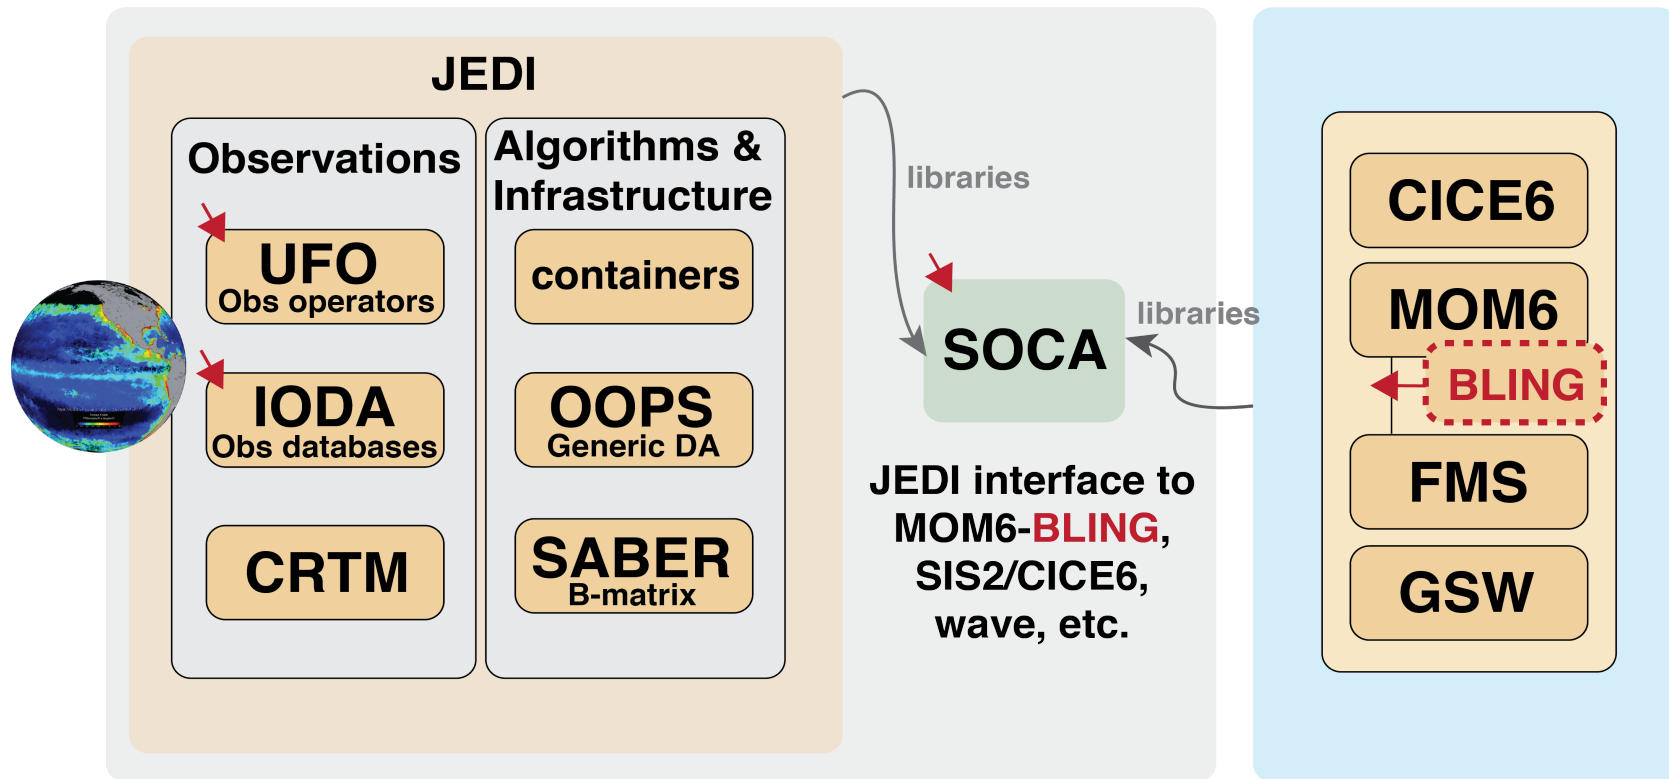 JEDI
Observations
UFO
Obs operators
IODA
Obs databases
CRTM
Algorithms &
Infrastructure
containers
OOPS
Generic DA
SABER
B-matrix
libraries
SOCA
libraries
JEDI interface to
MOM6-BLING,
SIS2/CICE6,
wave, etc.
CICE6
MOM6
BLING
FMS
GSW